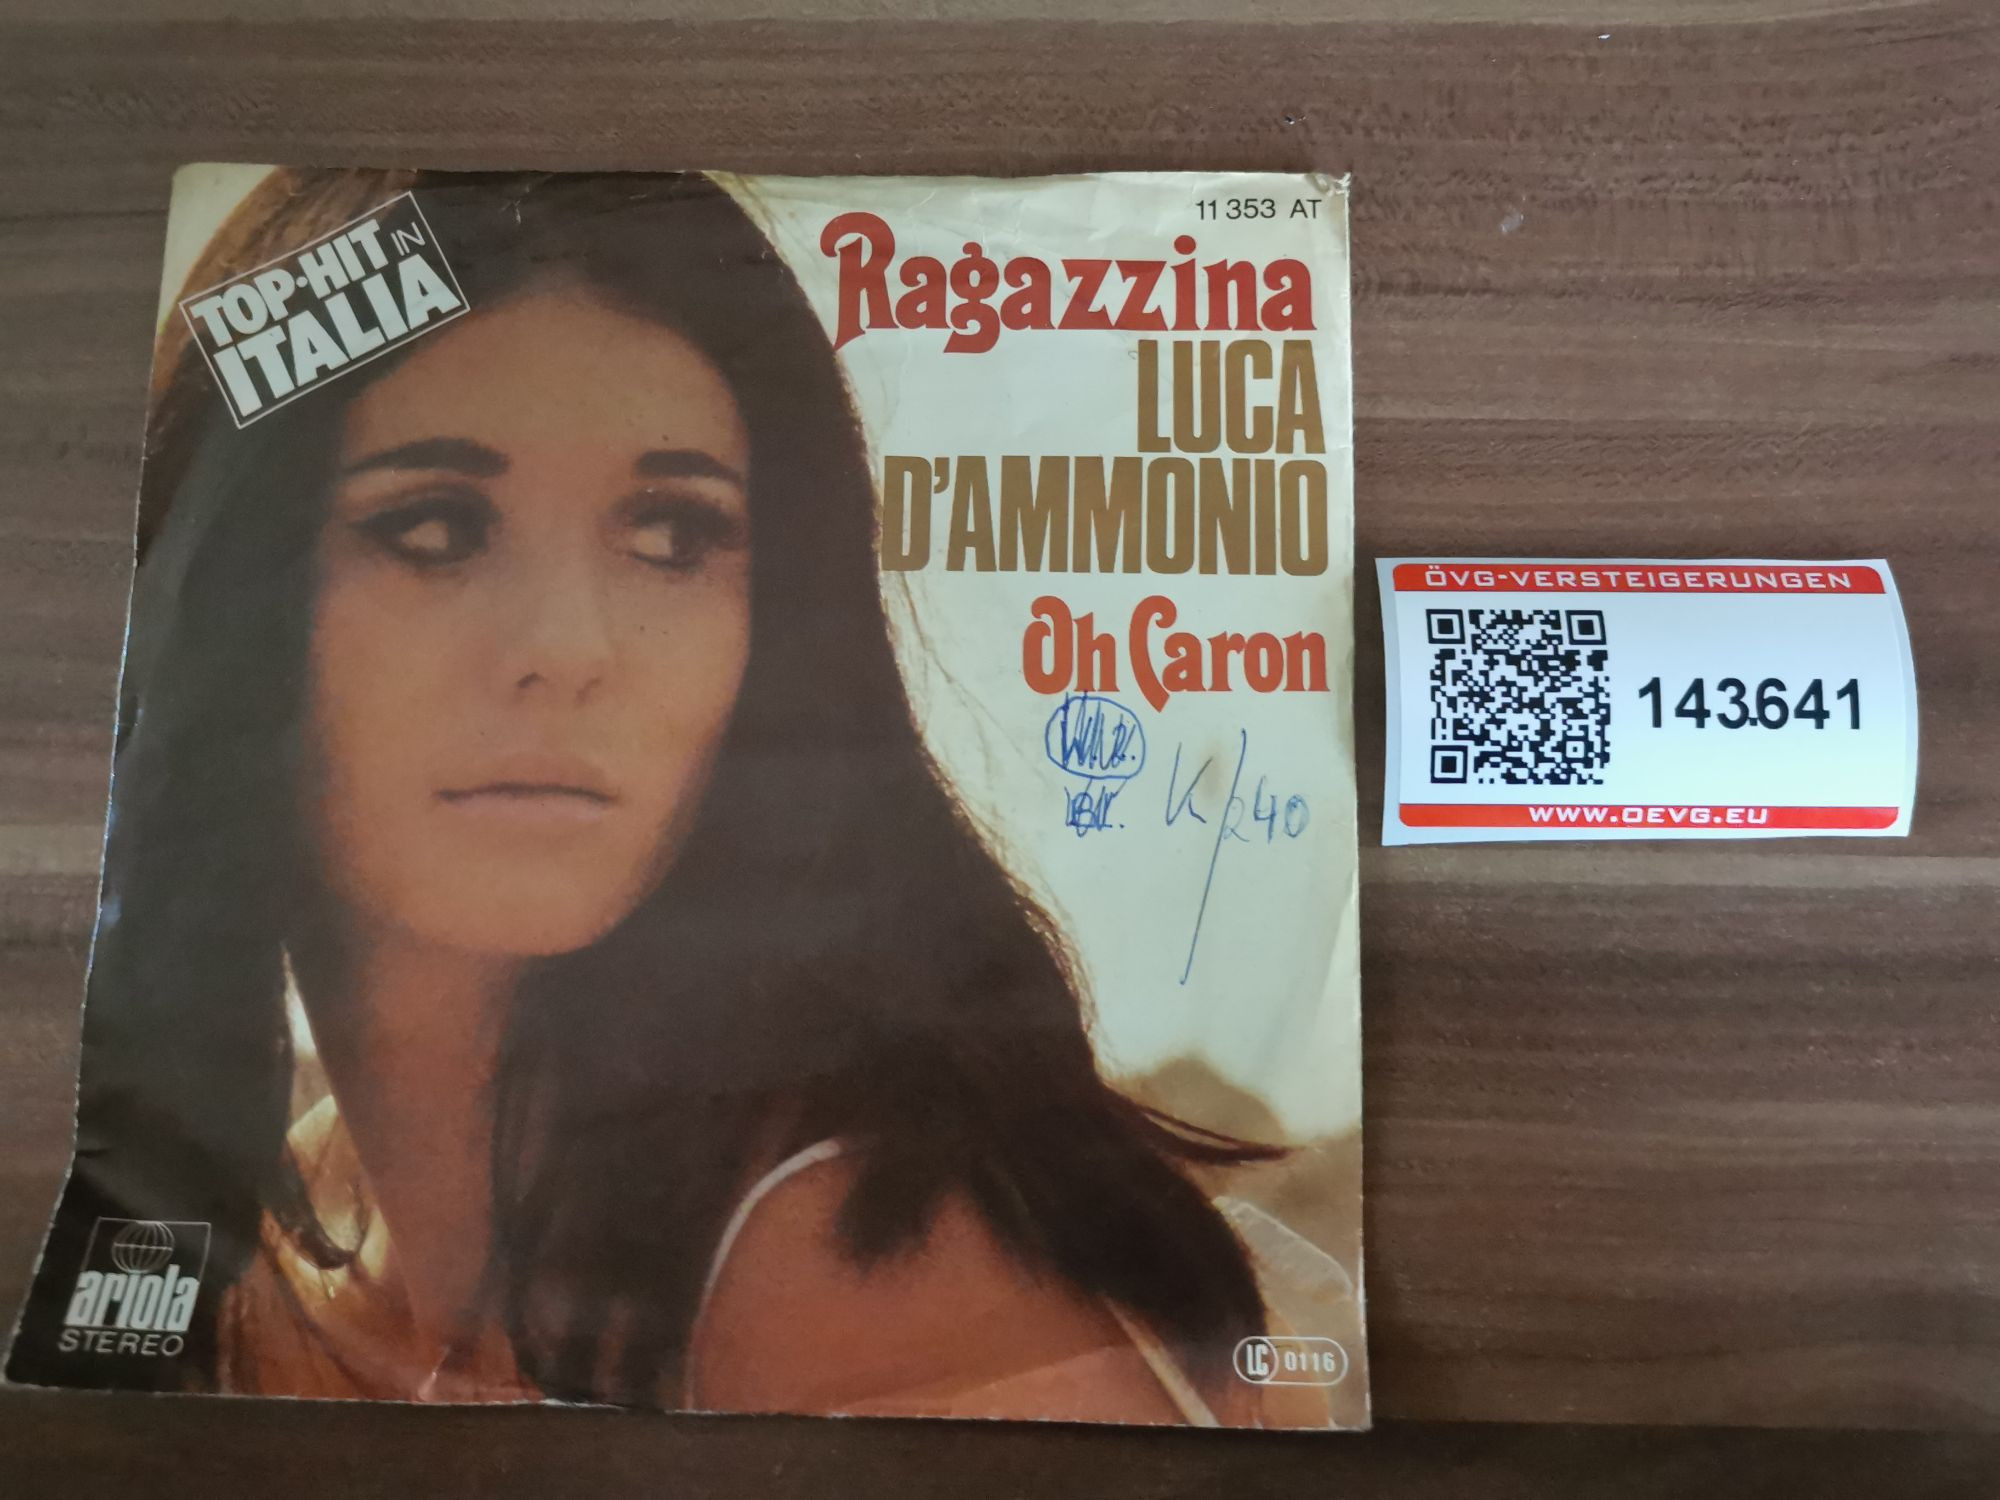 TOP-HIT IN
ITALIA
11 353 AT
Ragazzina
LUCA
D'AMMONIO
Oh Caron
K/240
ariola
STEREO
LC 0116
ÖVG-VERSTEIGERUNGEN
143.641
WWW.OEVG.EU